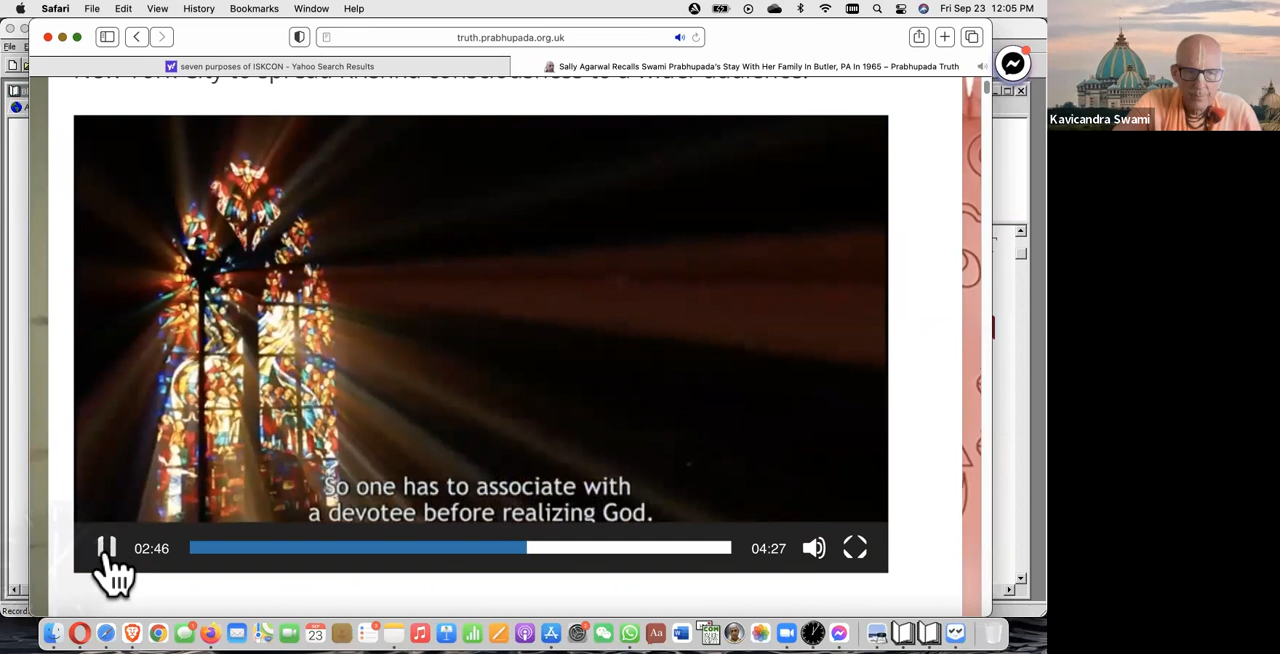 Safari File Edit View History Bookmarks Window Help
Fri Sep 23 12:05 PM
truth.prabhupada.org.uk
seven purposes of ISKCON - Yahoo Search Results
Sally Agarwal Recalls Swami Prabhupada's Stay With Her Family In Butler, PA In 1965 – Prabhupada Truth
File
Kavicandra Swami
So one has to associate with
a devotee before realizing God.
02:46
04:27
Record
SEP
23